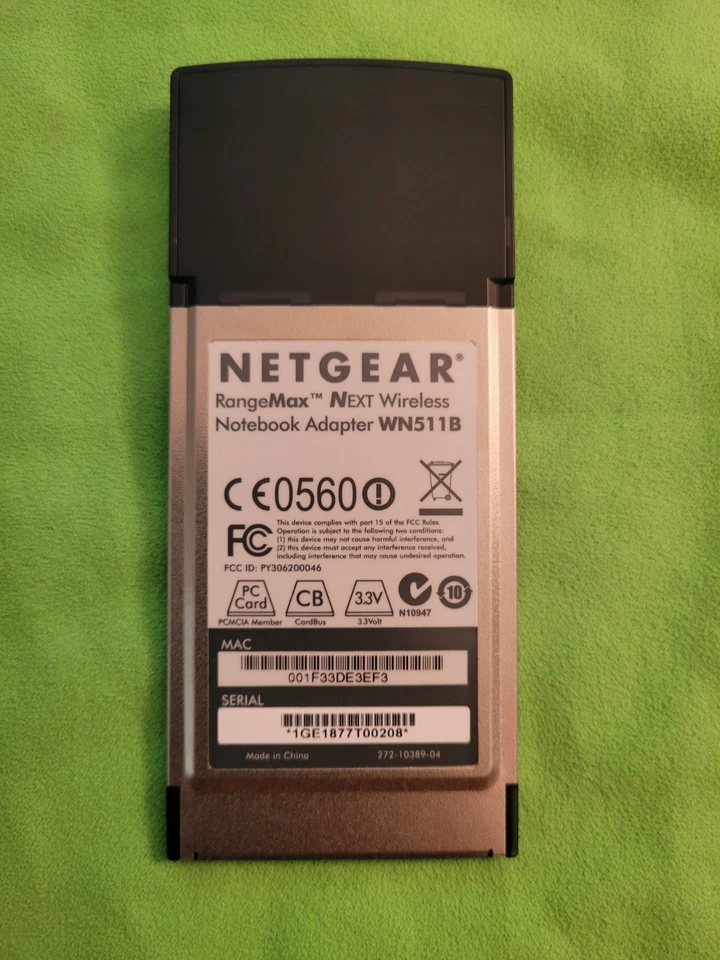 NETGEAR®
RangeMax™ NEXT Wireless
Notebook Adapter WN511B
CE0560
This device complies with part 15 of the FCC Rules.
Operation is subject to the following two conditions:
(1) this device may not cause harmful interference, and
(2) this device must accept any interference received,
including interference that may cause undesired operation.
FC
FCC ID: PY306200046
PC Card
CB
3.3V
10
PCMCIA Member
CardBus
3.3Volt
N10947
MAC
001F33DE3EF3
SERIAL
*1GE1877T00208*
Made in China
272-10389-04